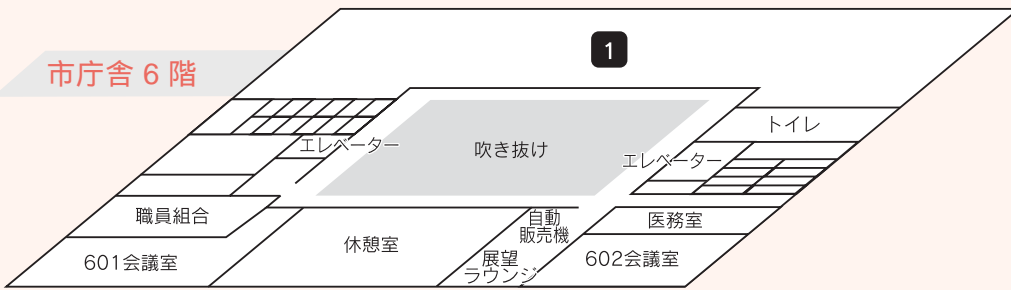 1
市庁舎 6 階
トイレ
エレベーター
吹き抜け
エレベーター
職員組合
自動
販売機
医務室
休憩室
601会議室
展望
ラウンジ
602会議室